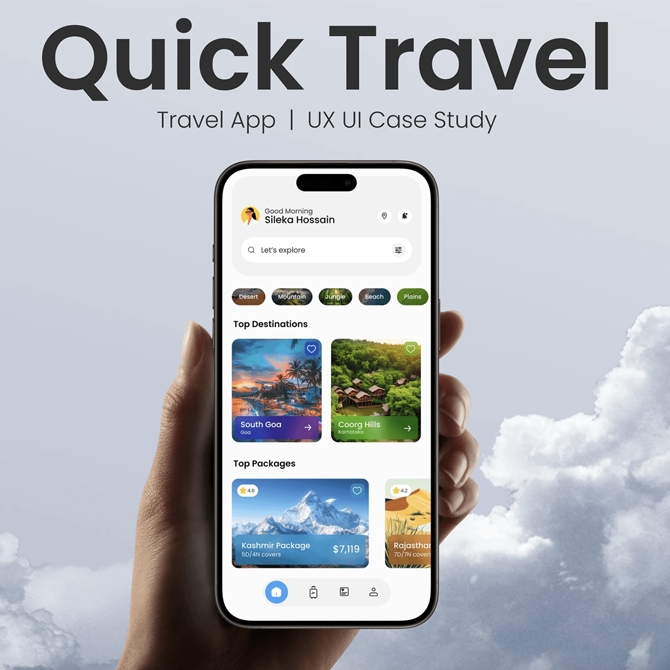 Quick Travel
Travel App | UX UI Case Study
Good Morning
Sileka Hossain
Let's explore
Desert Mountain Jungle Beach Plains
Top Destinations
South Goa
Goa
Coorg Hills
Karnataka
Top Packages
4.6
Kashmir Package
5D/4N covers
$7,119
4.2
Rajasthan
7D/7N covers